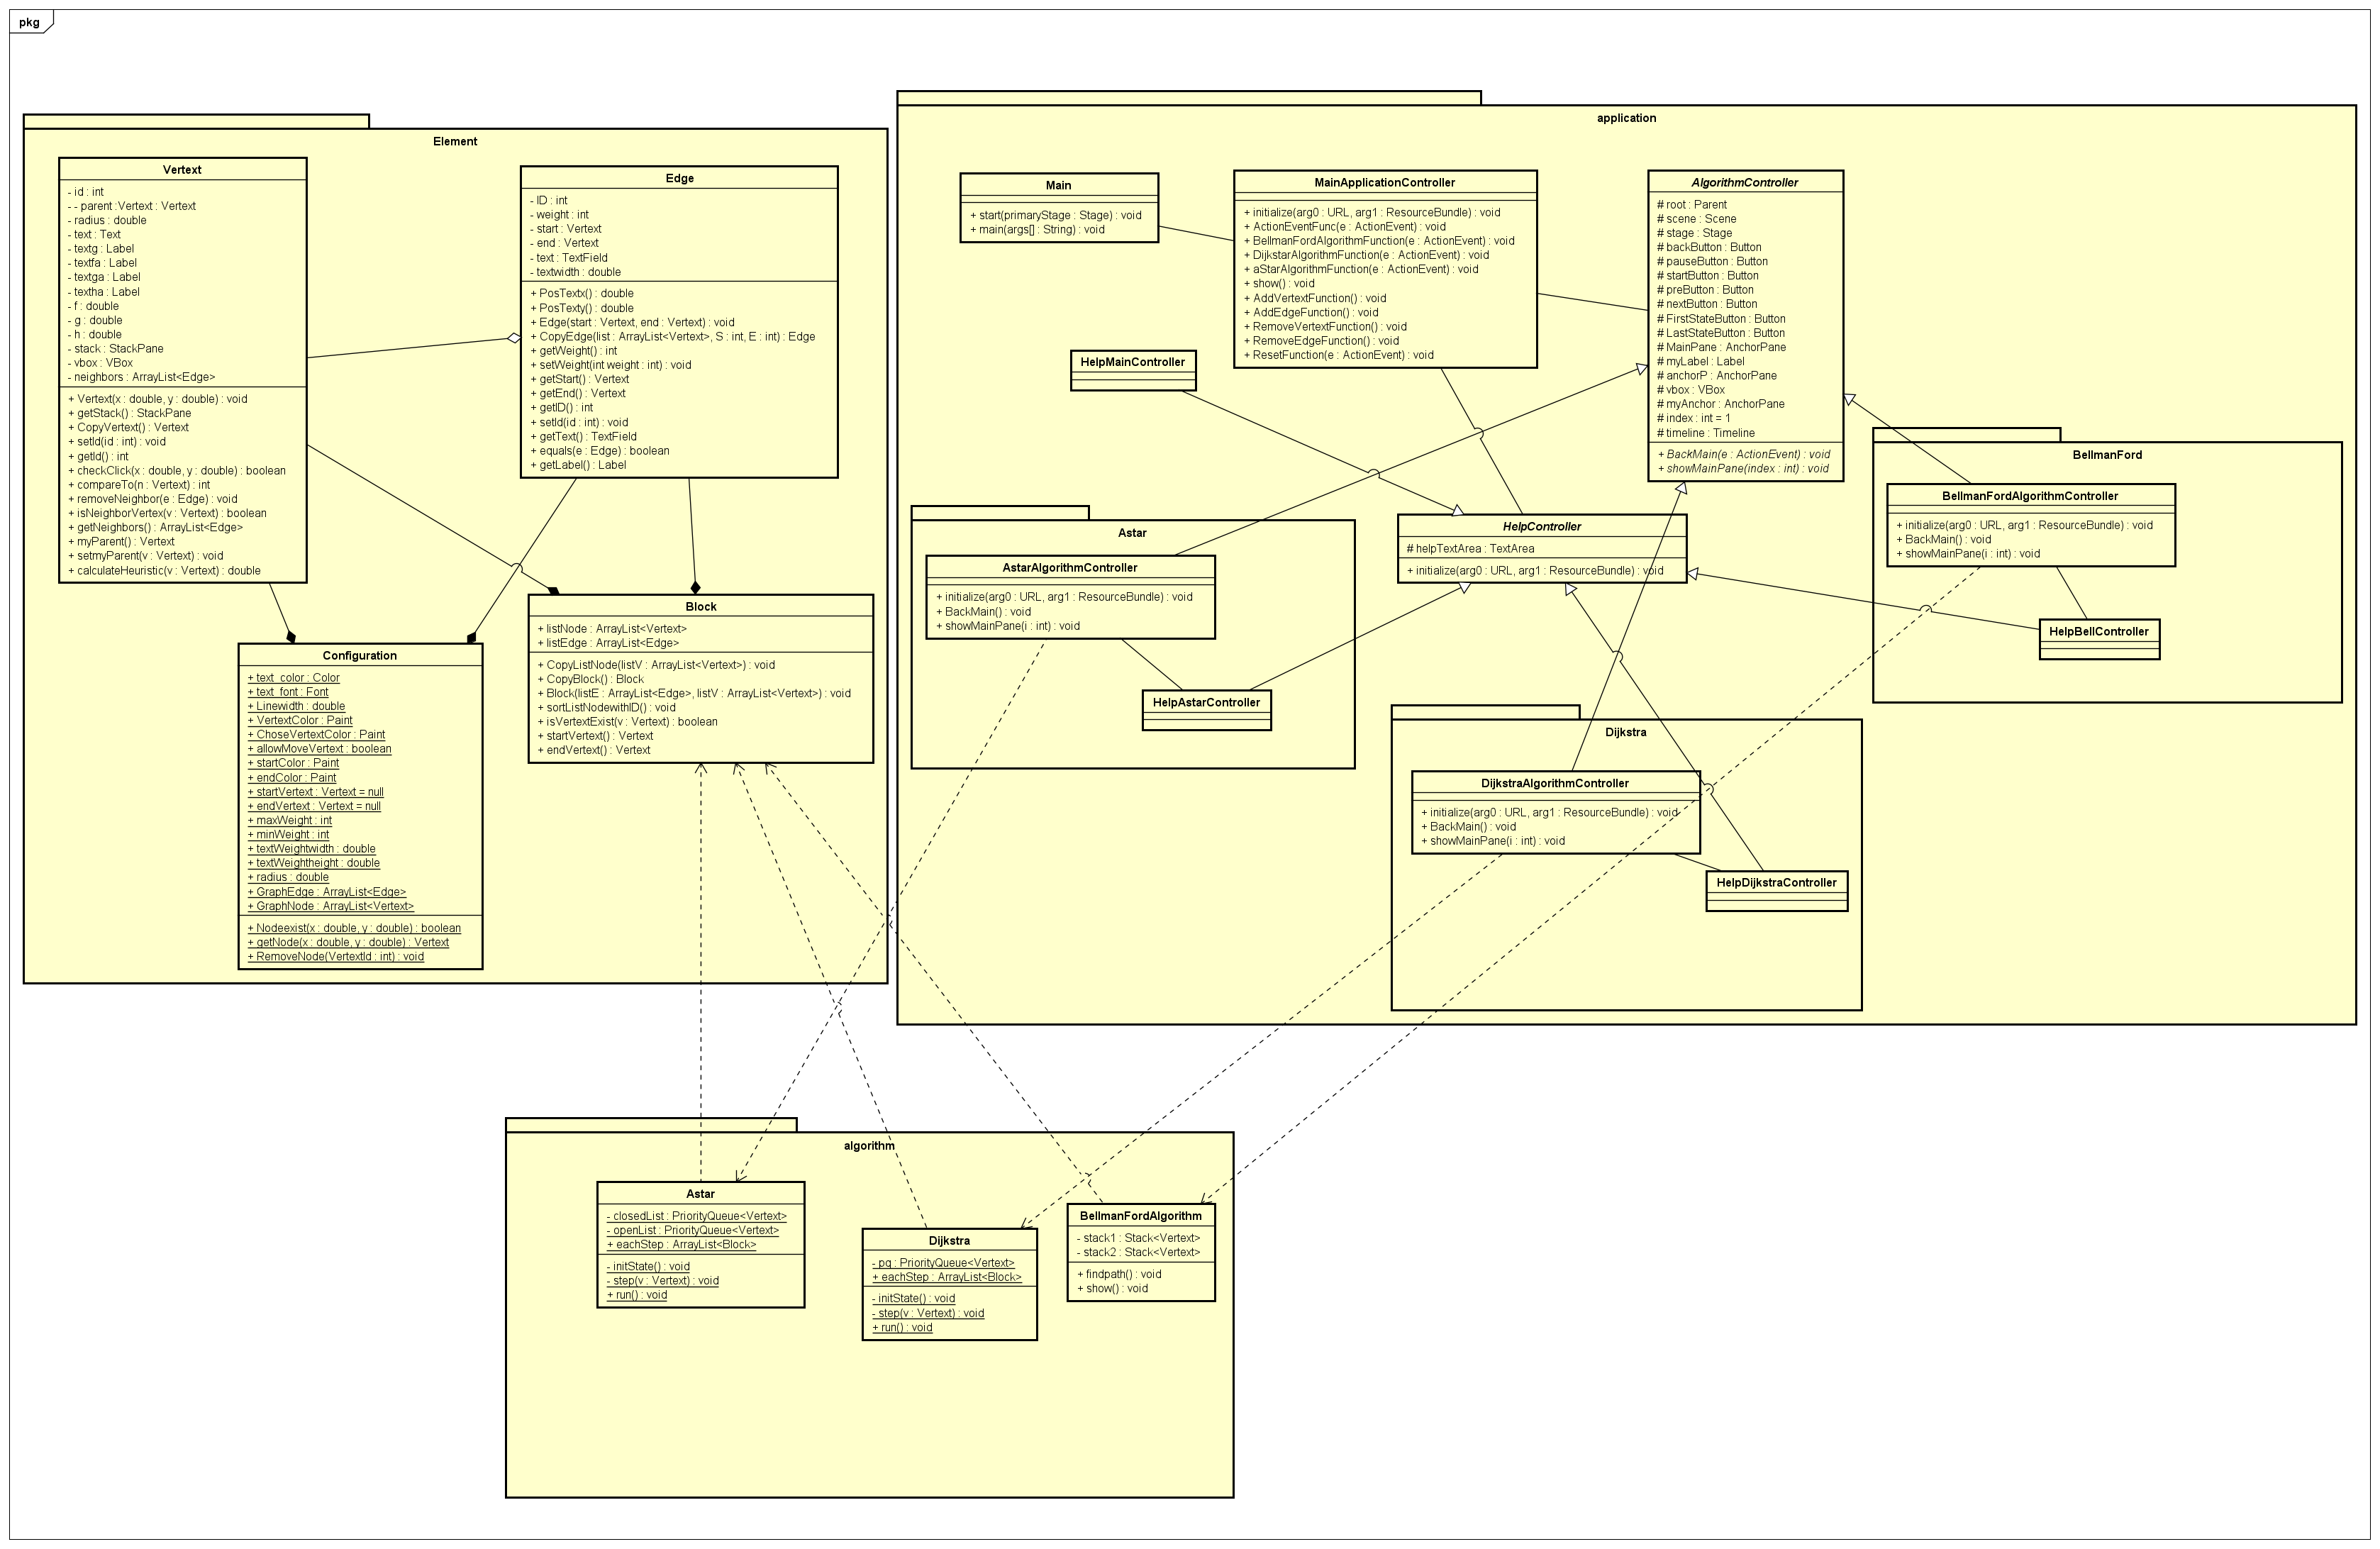 pkg
Element
Vertext
- id : int
- - parent :Vertext : Vertext
- radius : double
- text : Text
- textg : Label
- textfa : Label
- textga : Label
- textha : Label
- f : double
- g : double
- h : double
- stack : StackPane
- vbox : VBox
- neighbors : ArrayList<Edge>
+ Vertext(x : double, y : double) : void
+ getStack() : StackPane
+ CopyVertext() : Vertext
+ setId(id : int) : void
+ getId() : int
+ checkClick(x : double, y : double) : boolean
+ compareTo(n : Vertext) : int
+ removeNeighbor(e : Edge) : void
+ isNeighborVertex(v : Vertext) : boolean
+ getNeighbors() : ArrayList<Edge>
+ myParent() : Vertext
+ setmyParent(v : Vertext) : void
+ calculateHeuristic(v : Vertext) : double
Edge
- ID : int
- weight : int
- start : Vertext
- end : Vertext
- text : TextField
- textwidth : double
+ PosTextx() : double
+ PosTexty() : double
+ Edge(start : Vertext, end : Vertext) : void
+ CopyEdge(list : ArrayList<Vertext>, S : int, E : int) : Edge
+ getWeight() : int
+ setWeight(int weight : int) : void
+ getStart() : Vertext
+ getEnd() : Vertext
+ getID() : int
+ setId(id : int) : void
+ getText() : TextField
+ equals(e : Edge) : boolean
+ getLabel() : Label
Configuration
+ text_color : Color
+ text_font : Font
+ Linewidth : double
+ VertextColor : Paint
+ ChoseVertextColor : Paint
+ allowMoveVertext : boolean
+ startColor : Paint
+ endColor : Paint
+ startVertext : Vertext = null
+ endVertext : Vertext = null
+ maxWeight : int
+ minWeight : int
+ textWeightwidth : double
+ textWeightheight : double
+ radius : double
+ GraphEdge : ArrayList<Edge>
+ GraphNode : ArrayList<Vertext>
+ Nodeexist(x : double, y : double) : boolean
+ getNode(x : double, y : double) : Vertext
+ RemoveNode(VertextId : int) : void
Block
+ listNode : ArrayList<Vertext>
+ listEdge : ArrayList<Edge>
+ CopyListNode(listV : ArrayList<Vertext>) : void
+ CopyBlock() : Block
+ Block(listE : ArrayList<Edge>, listV : ArrayList<Vertext>) : void
+ sortListNodewithID() : void
+ isVertextExist(v : Vertext) : boolean
+ startVertext() : Vertext
+ endVertext() : Vertext
application
Main
+ start(primaryStage : Stage) : void
+ main(args[] : String) : void
MainApplicationController
+ initialize(arg0 : URL, arg1 : ResourceBundle) : void
+ ActionEventFunc(e : ActionEvent) : void
+ BellmanFordAlgorithmFunction(e : ActionEvent) : void
+ DijkstarAlgorithmFunction(e : ActionEvent) : void
+ aStarAlgorithmFunction(e : ActionEvent) : void
+ show() : void
+ AddVertextFunction() : void
+ AddEdgeFunction() : void
+ RemoveVertextFunction() : void
+ RemoveEdgeFunction() : void
+ ResetFunction(e : ActionEvent) : void
AlgorithmController
# root : Parent
# scene : Scene
# stage : Stage
# backButton : Button
# pauseButton : Button
# startButton : Button
# preButton : Button
# nextButton : Button
# FirstStateButton : Button
# LastStateButton : Button
# MainPane : AnchorPane
# myLabel : Label
# anchorP : AnchorPane
# vbox : VBox
# myAnchor : AnchorPane
# index : int = 1
# timeline : Timeline
+ BackMain(e : ActionEvent) : void
+ showMainPane(index : int) : void
HelpMainController
HelpController
# helpTextArea : TextArea
+ initialize(arg0 : URL, arg1 : ResourceBundle) : void
Astar
AstarAlgorithmController
+ initialize(arg0 : URL, arg1 : ResourceBundle) : void
+ BackMain() : void
+ showMainPane(i : int) : void
HelpAstarController
BellmanFord
BellmanFordAlgorithmController
+ initialize(arg0 : URL, arg1 : ResourceBundle) : void
+ BackMain() : void
+ showMainPane(i : int) : void
HelpBellController
Dijkstra
DijkstraAlgorithmController
+ initialize(arg0 : URL, arg1 : ResourceBundle) : void
+ BackMain() : void
+ showMainPane(i : int) : void
HelpDijkstraController
algorithm
Astar
- closedList : PriorityQueue<Vertext>
- openList : PriorityQueue<Vertext>
+ eachStep : ArrayList<Block>
- initState() : void
- step(v : Vertext) : void
+ run() : void
Dijkstra
- pq : PriorityQueue<Vertext>
+ eachStep : ArrayList<Block>
- initState() : void
- step(v : Vertext) : void
+ run() : void
BellmanFordAlgorithm
- stack1 : Stack<Vertext>
- stack2 : Stack<Vertext>
+ findpath() : void
+ show() : void